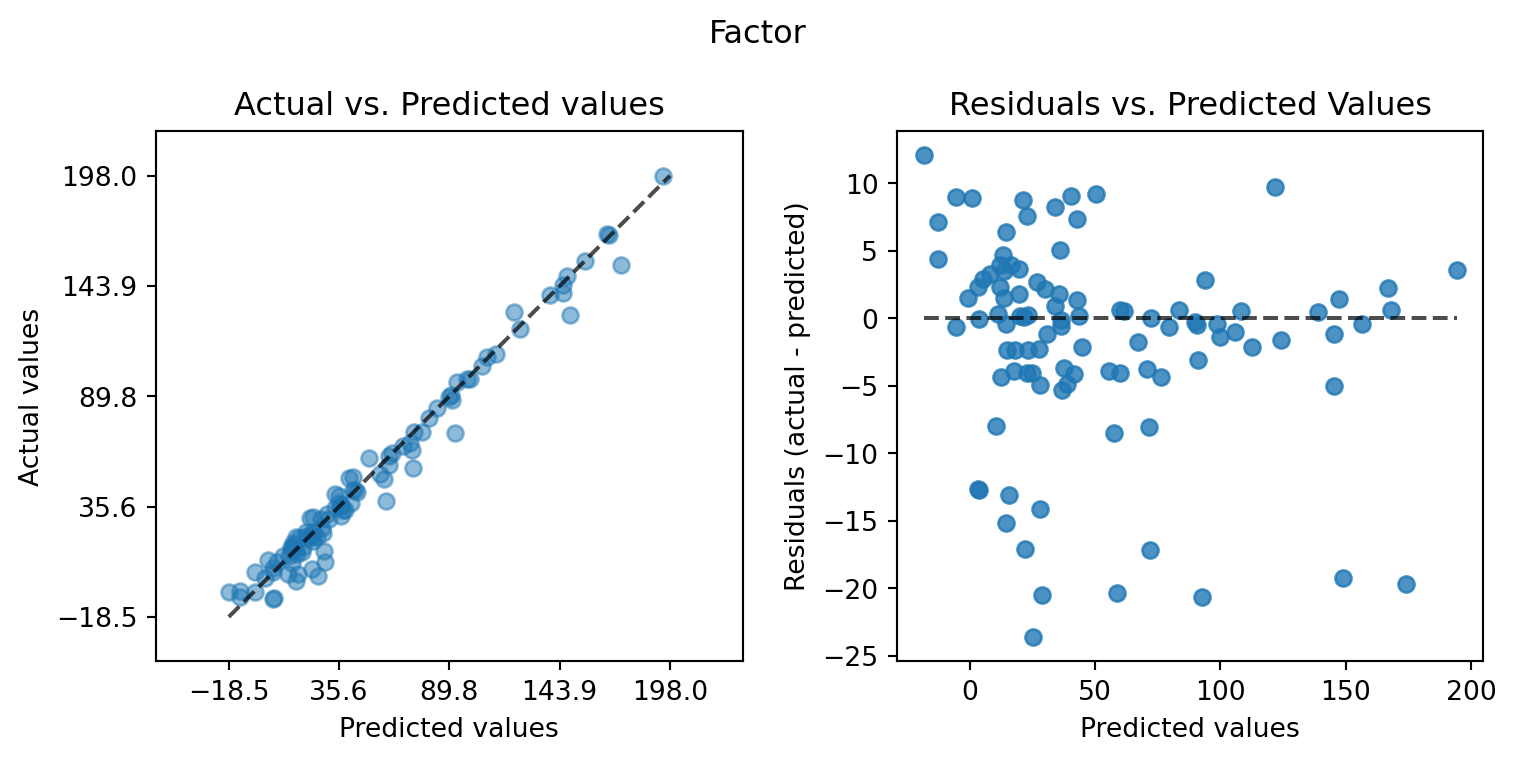 Factor
Actual vs. Predicted values
Actual values
198.0
143.9
89.8
35.6
−18.5
−18.5 35.6 89.8 143.9 198.0
Predicted values
Residuals vs. Predicted Values
Residuals (actual - predicted)
10
5
0
−5
−10
−15
−20
−25
0 50 100 150 200
Predicted values